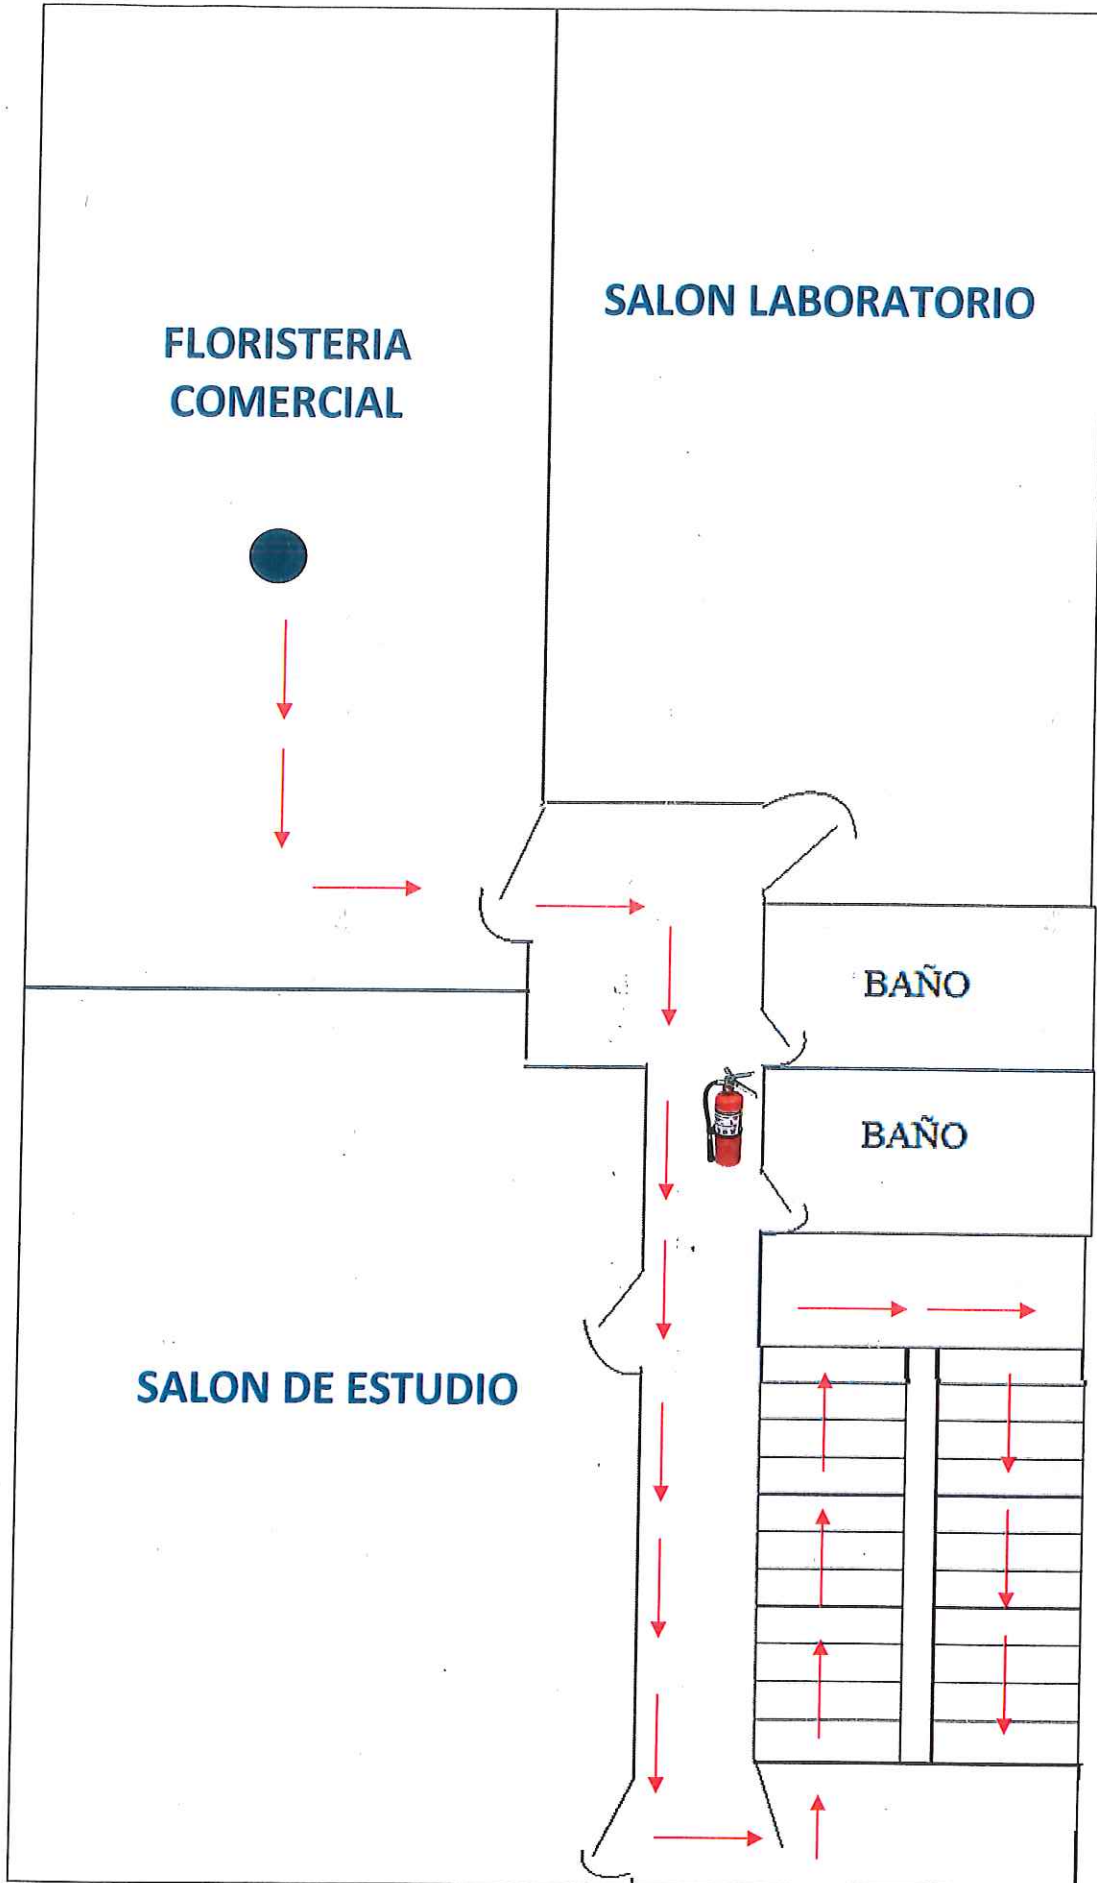 SALON LABORATORIO
FLORISTERIA
COMERCIAL
BAÑO
BAÑO
SALON DE ESTUDIO